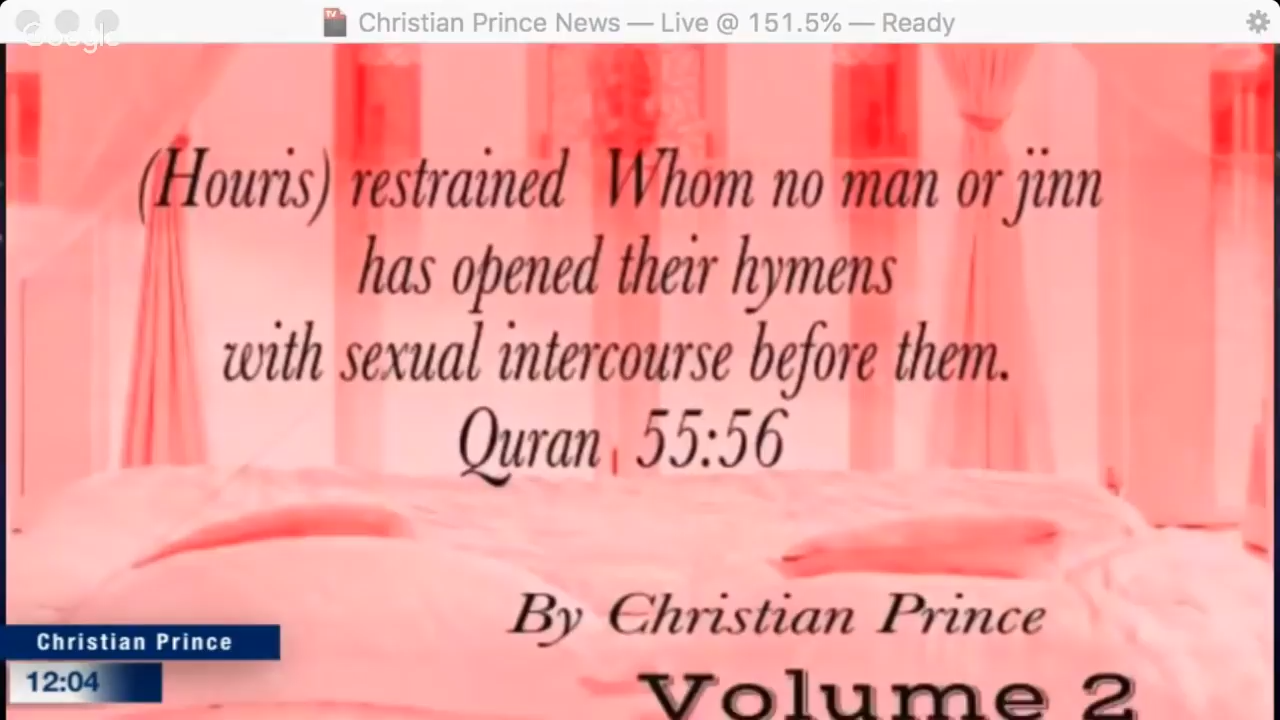 Christian Prince News — Live @ 151.5% — Ready
Google
(Houris) restrained Whom no man or jinn
has opened their hymens
with sexual intercourse before them.
Quran 55:56
By Christian Prince
Volume 2
Christian Prince
12:04